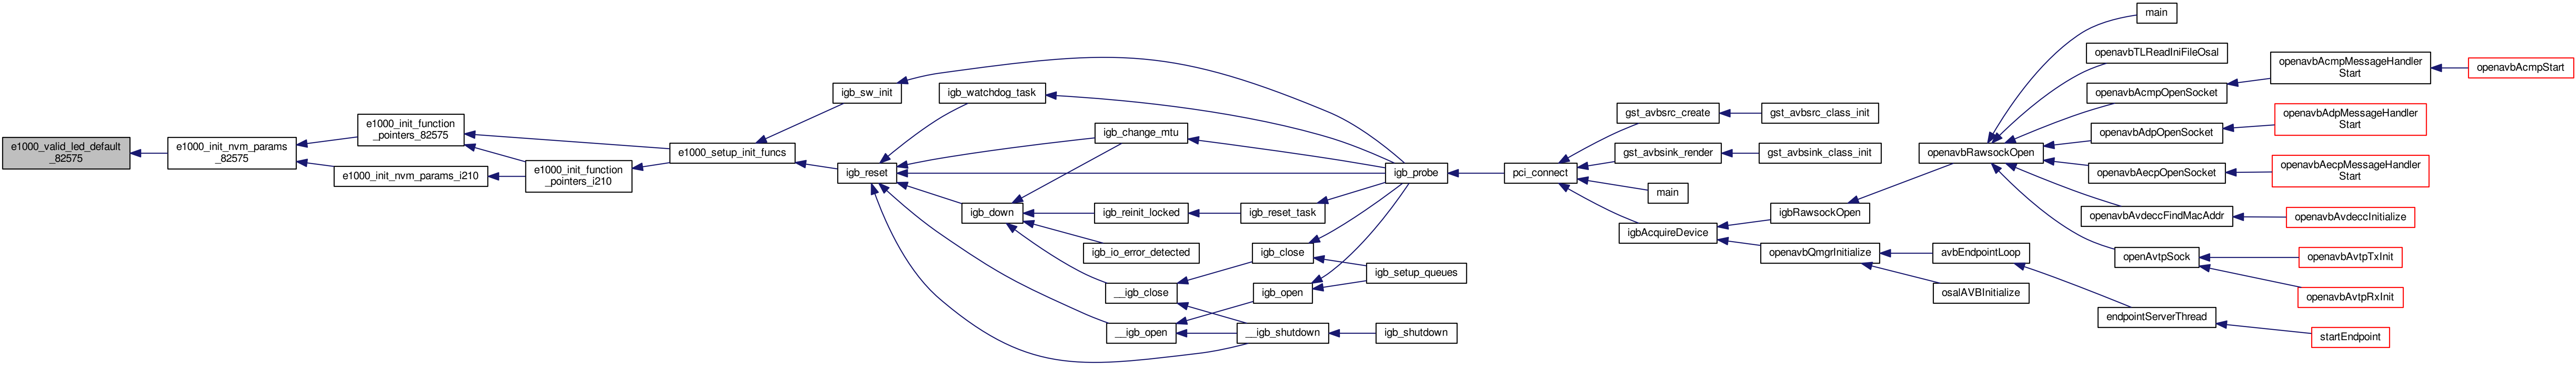 e1000_valid_led_default
_82575
e1000_init_nvm_params
_82575
e1000_init_function
_pointers_82575
e1000_init_nvm_params_i210
e1000_init_function
_pointers_i210
e1000_setup_init_funcs
igb_sw_init
igb_reset
igb_watchdog_task
igb_change_mtu
igb_down
igb_reinit_locked
igb_reset_task
igb_io_error_detected
igb_close
igb_setup_queues
__igb_close
igb_open
__igb_open
__igb_shutdown
igb_shutdown
igb_probe
pci_connect
gst_avbsrc_create
gst_avbsrc_class_init
gst_avbsink_render
gst_avbsink_class_init
main
igbAcquireDevice
igbRawsockOpen
openavbQmgrInitialize
avbEndpointLoop
osalAVBInitialize
openavbRawsockOpen
main
openavbTLReadIniFileOsal
openavbAcmpOpenSocket
openavbAcmpMessageHandler
Start
openavbAcmpStart
openavbAdpOpenSocket
openavbAdpMessageHandler
Start
openavbAecpOpenSocket
openavbAecpMessageHandler
Start
openavbAvdeccFindMacAddr
openavbAvdeccInitialize
openAvtpSock
openavbAvtpTxInit
openavbAvtpRxInit
endpointServerThread
startEndpoint